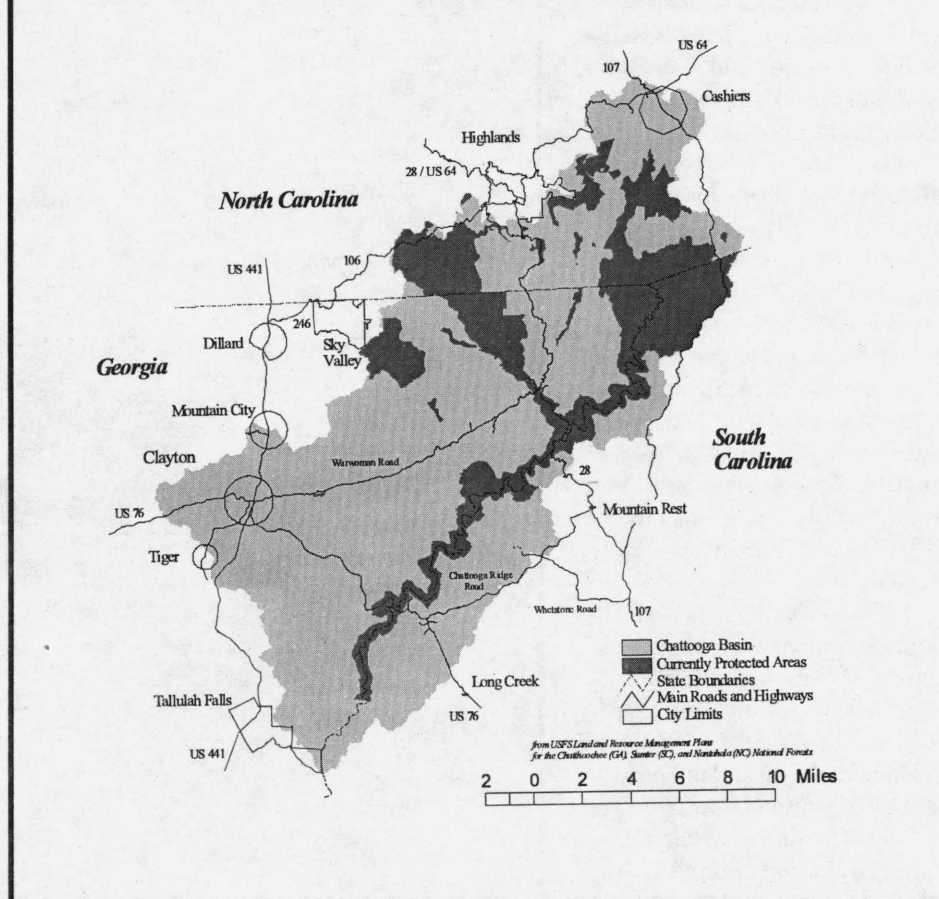 US 64
107
Cashiers
Highlands
28 / US 64
North Carolina
106
US 441
246
Dillard
Sky
Valley
Georgia
Mountain City
South
Carolina
Clayton
Warwoman Road
28
US 76
Mountain Rest
Tiger
Chattooga Ridge
Road
Whetstone Road
107
Chattooga Basin
Currently Protected Areas
State Boundaries
Main Roads and Highways
City Limits
Long Creek
Tallulah Falls
US 76
US 441
from USFS Land and Resource Management Plans
for the Chatthoochee (GA), Sumter (SC), and Nantahala (NC) National Forests
2 0 2 4 6 8 10 Miles